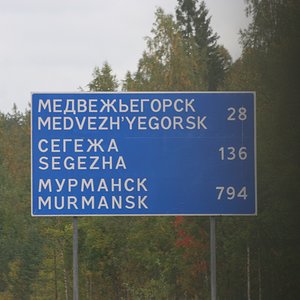 МЕДВЕЖЬЕГОРСК
MEDVEZH'YEGORSK 28
СЕГЕЖА
SEGEZHA 136
МУРМАНСК
MURMANSK 794